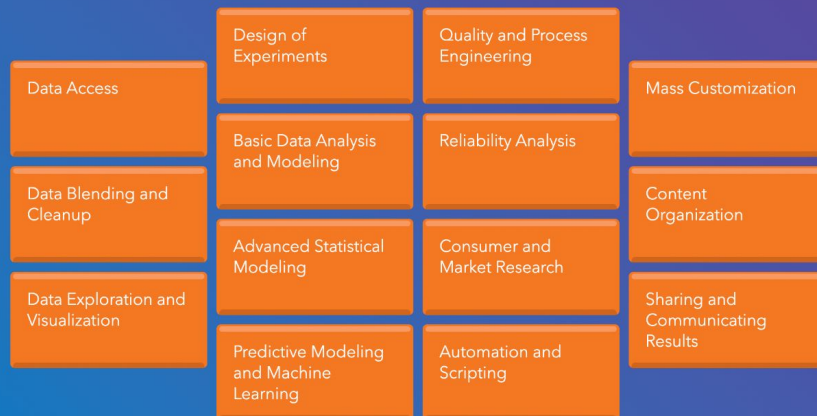 Data Access
Data Blending and
Cleanup
Data Exploration and
Visualization
Design of
Experiments
Basic Data Analysis
and Modeling
Advanced Statistical
Modeling
Predictive Modeling
and Machine
Learning
Quality and Process
Engineering
Reliability Analysis
Consumer and
Market Research
Automation and
Scripting
Mass Customization
Content
Organization
Sharing and
Communicating
Results